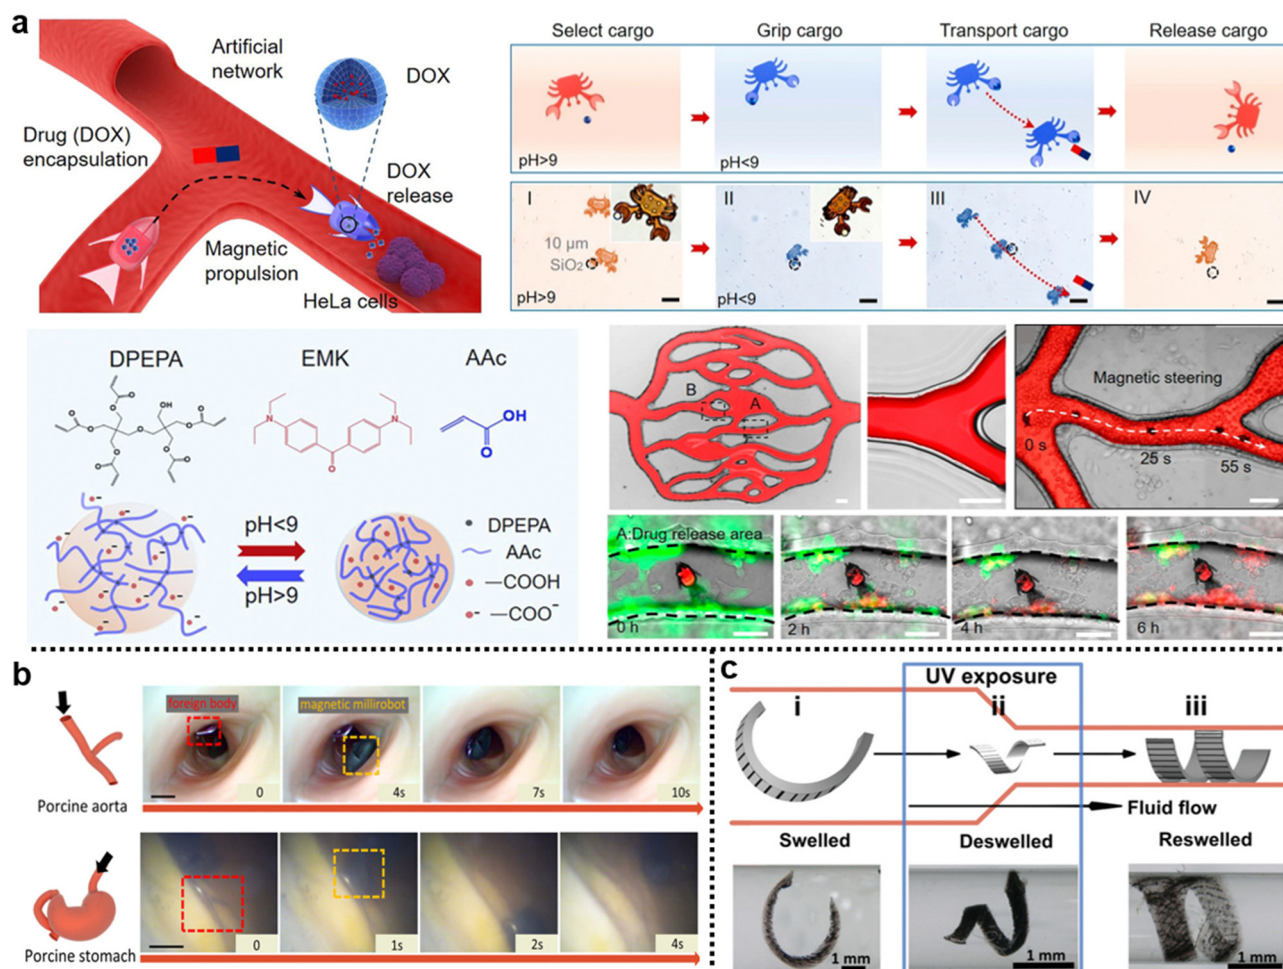 a
Artificial
network
DOX
Drug (DOX)
encapsulation
DOX
release
Magnetic
propulsion
HeLa cells
Select cargo
Grip cargo
Transport cargo
Release cargo
pH>9
pH<9
I
II
III
IV
10 μm
SiO₂
pH>9
pH<9
DPEPA
EMK
AAc
O
O
OH
O
O
O
O
O
O
O
O
O
N
N
O
OH
O
pH<9
pH>9
DPEPA
AAc
—COOH
—COO⁻
B
A
Magnetic steering
0 s
25 s
55 s
A:Drug release area
0 h
2 h
4 h
6 h
b
foreign body
magnetic millirobot
0
4s
7s
10s
Porcine aorta
0
1s
2s
4s
Porcine stomach
c
UV exposure
i
ii
iii
Fluid flow
Swelled
Deswelled
Reswelled
1 mm
1 mm
1 mm